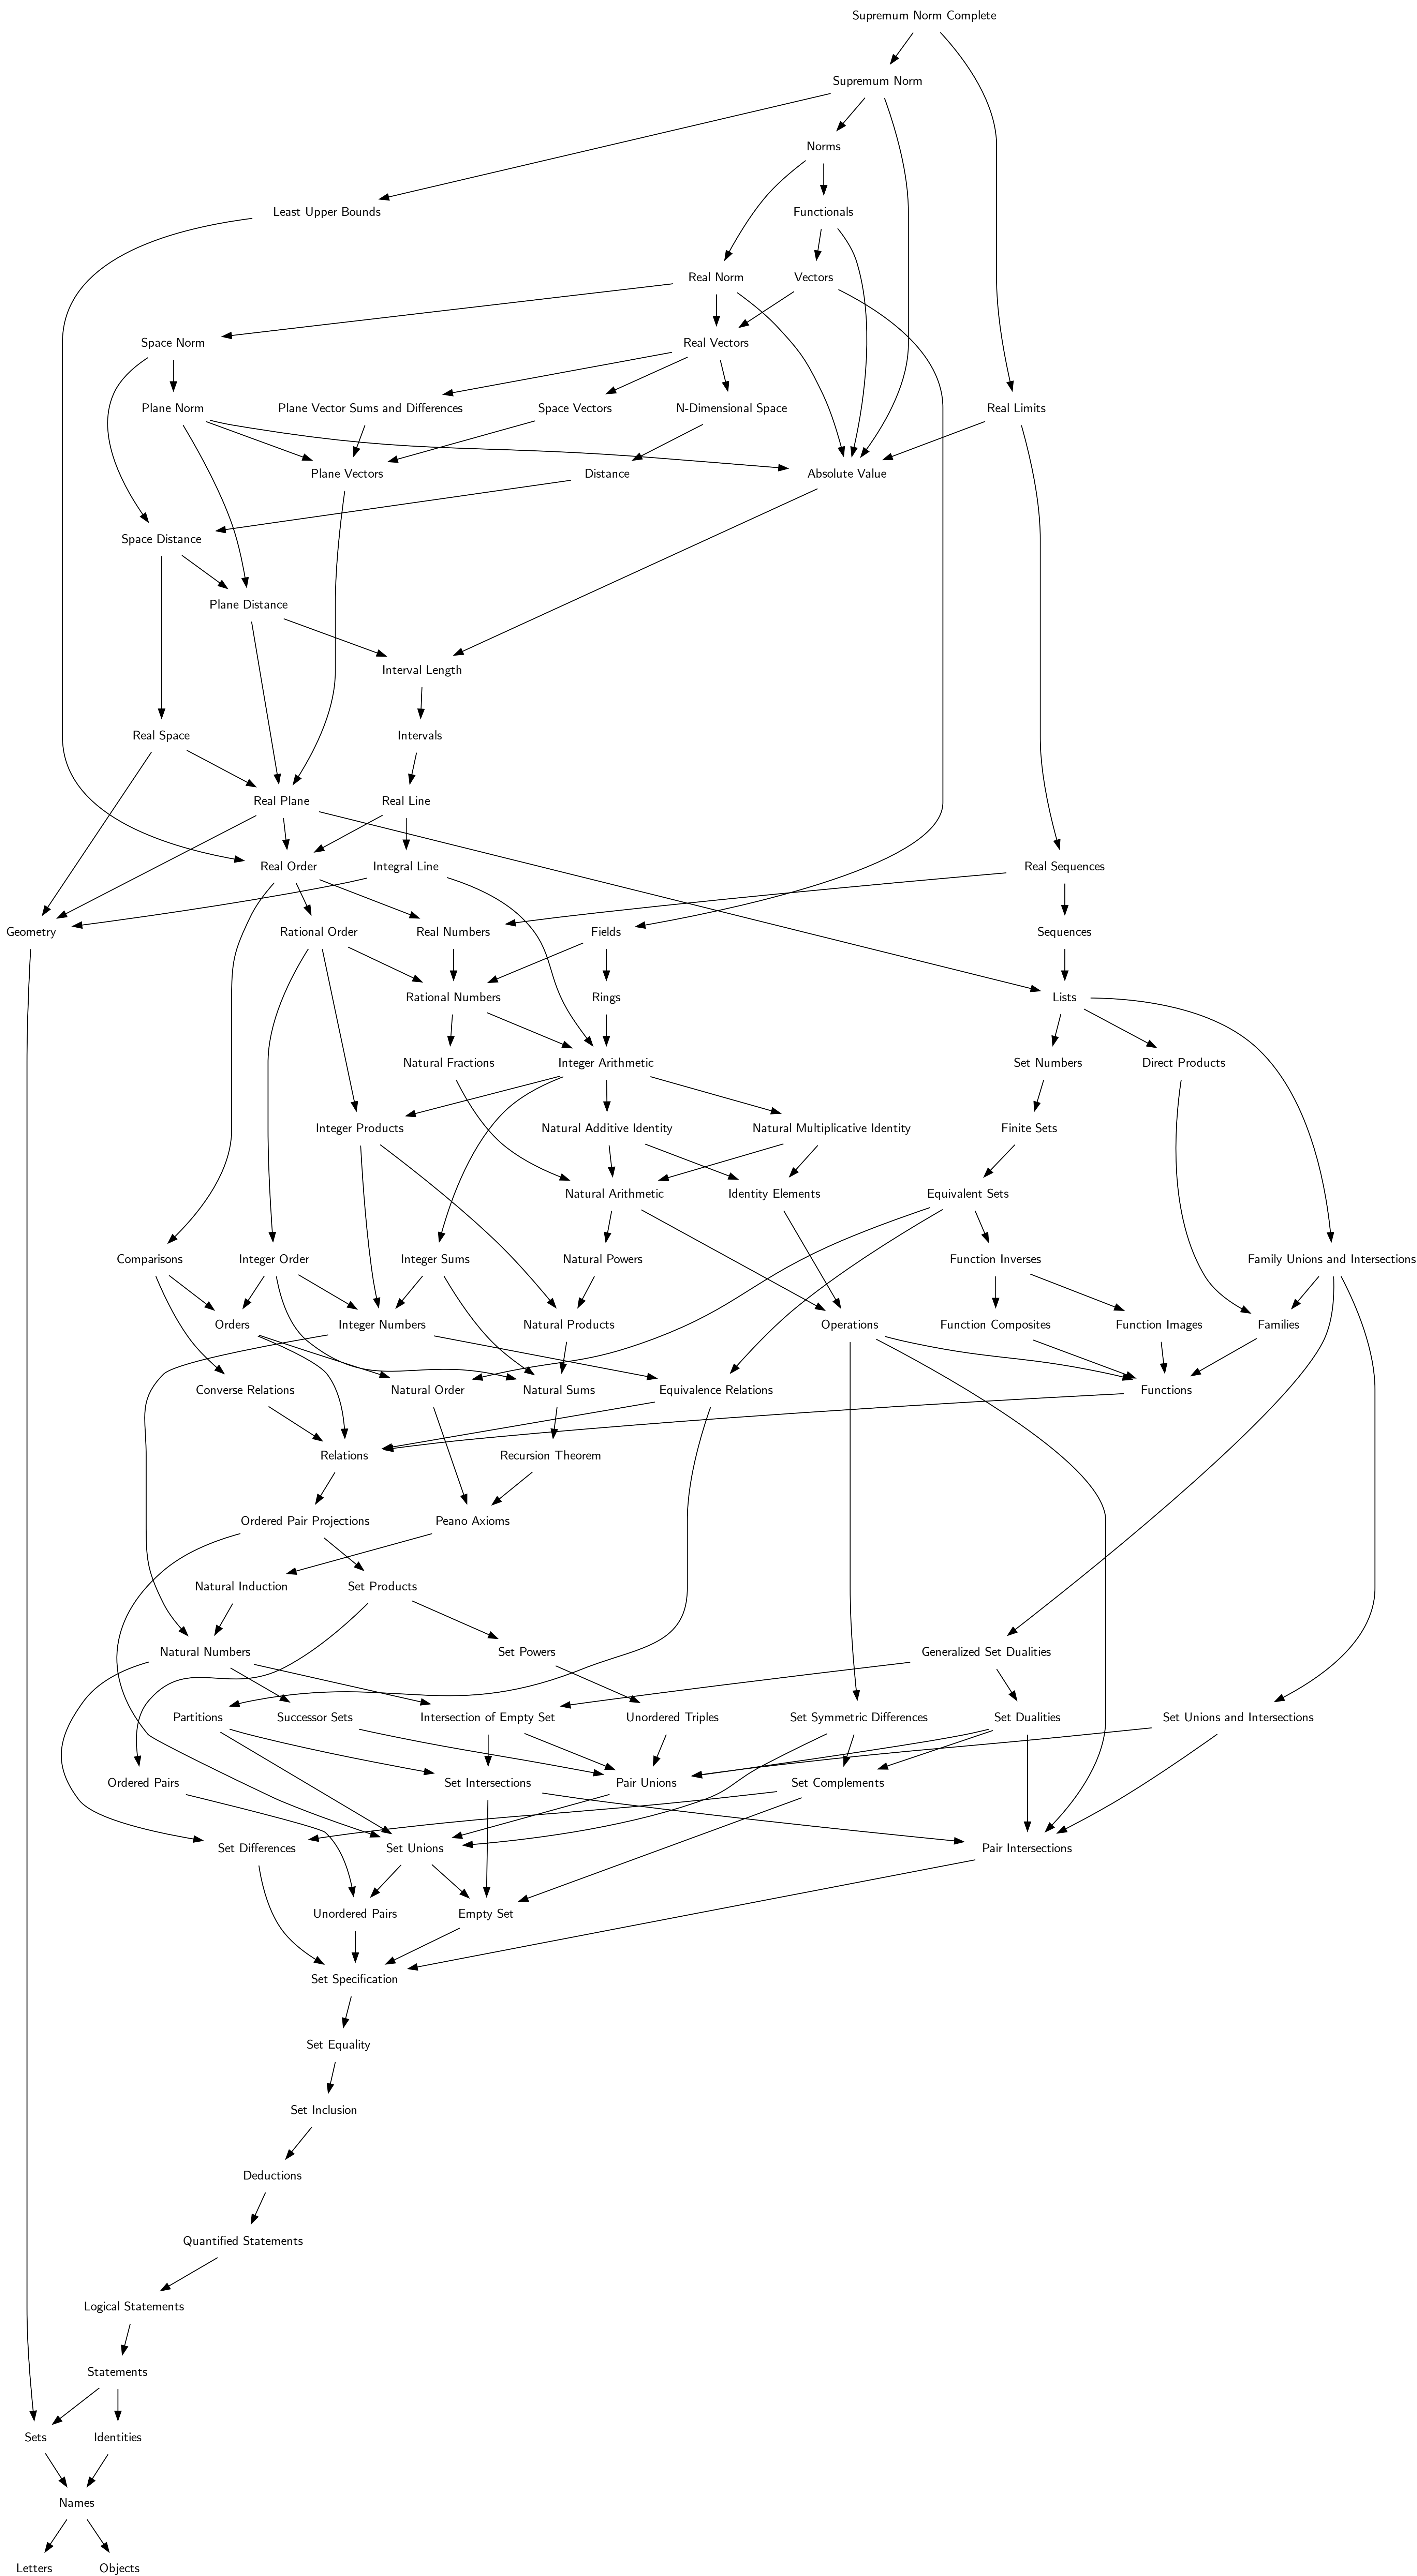 Supremum Norm Complete
Supremum Norm
Norms
Least Upper Bounds
Functionals
Real Norm
Vectors
Space Norm
Real Vectors
Plane Norm
Plane Vector Sums and Differences
Space Vectors
N-Dimensional Space
Real Limits
Plane Vectors
Distance
Absolute Value
Space Distance
Plane Distance
Interval Length
Real Space
Intervals
Real Plane
Real Line
Real Order
Integral Line
Real Sequences
Geometry
Rational Order
Real Numbers
Fields
Sequences
Rational Numbers
Rings
Lists
Natural Fractions
Integer Arithmetic
Set Numbers
Direct Products
Integer Products
Natural Additive Identity
Natural Multiplicative Identity
Finite Sets
Natural Arithmetic
Identity Elements
Equivalent Sets
Comparisons
Integer Order
Integer Sums
Natural Powers
Function Inverses
Family Unions and Intersections
Orders
Integer Numbers
Natural Products
Operations
Function Composites
Function Images
Families
Converse Relations
Natural Order
Natural Sums
Equivalence Relations
Functions
Relations
Recursion Theorem
Ordered Pair Projections
Peano Axioms
Natural Induction
Set Products
Natural Numbers
Set Powers
Generalized Set Dualities
Partitions
Successor Sets
Intersection of Empty Set
Unordered Triples
Set Symmetric Differences
Set Dualities
Set Unions and Intersections
Ordered Pairs
Set Intersections
Pair Unions
Set Complements
Set Differences
Set Unions
Pair Intersections
Unordered Pairs
Empty Set
Set Specification
Set Equality
Set Inclusion
Deductions
Quantified Statements
Logical Statements
Statements
Sets
Identities
Names
Letters
Objects